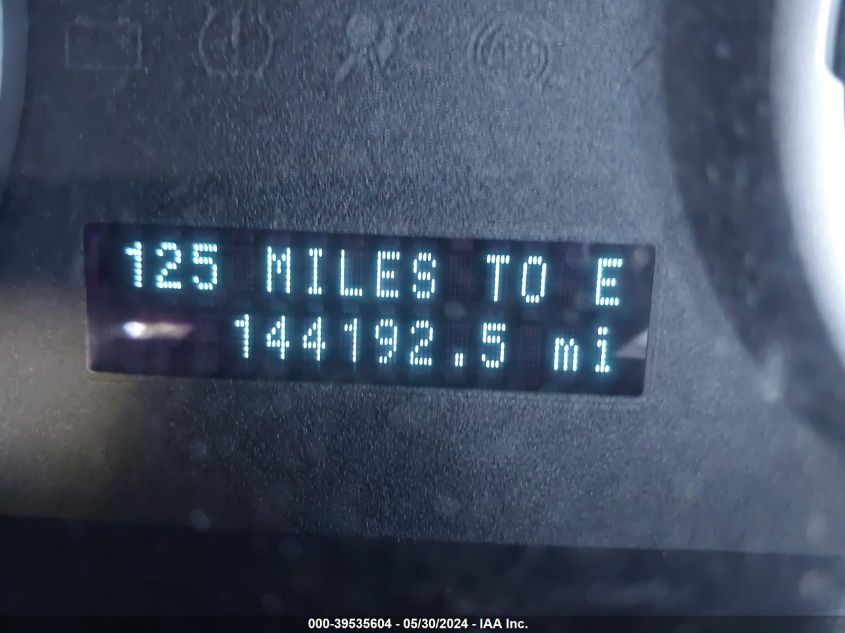 125 MILES TO E
144192.5 mi
000-39535604 - 05/30/2024 - IAA Inc.